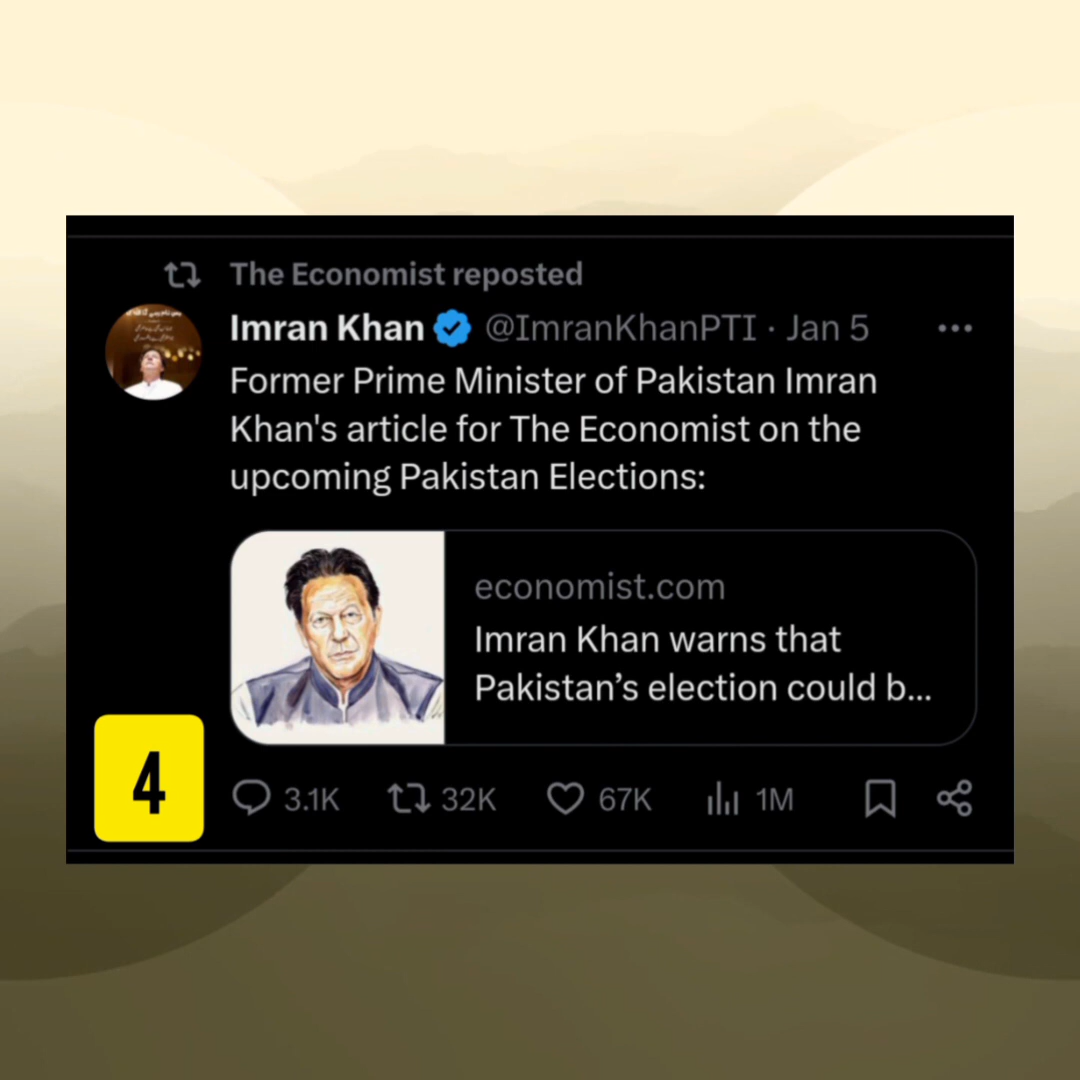 The Economist reposted
Imran Khan @ImranKhanPTI · Jan 5
Former Prime Minister of Pakistan Imran
Khan's article for The Economist on the
upcoming Pakistan Elections:
economist.com
Imran Khan warns that
Pakistan’s election could b...
4
3.1K 32K 67K 1M